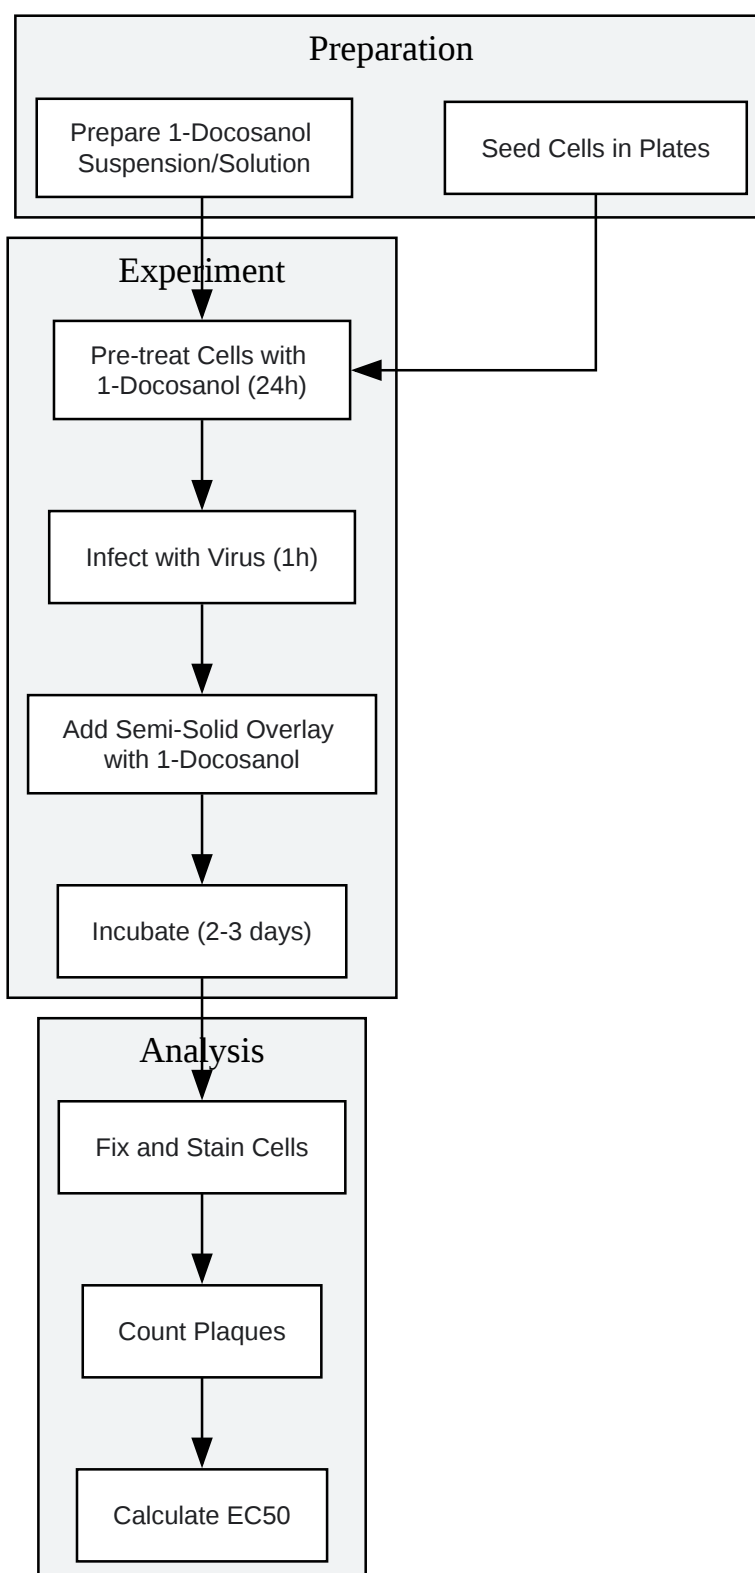 Preparation
Prepare 1-Docosanol
Suspension/Solution
Seed Cells in Plates
Experiment
Pre-treat Cells with
1-Docosanol (24h)
Infect with Virus (1h)
Add Semi-Solid Overlay
with 1-Docosanol
Incubate (2-3 days)
Analysis
Fix and Stain Cells
Count Plaques
Calculate EC50